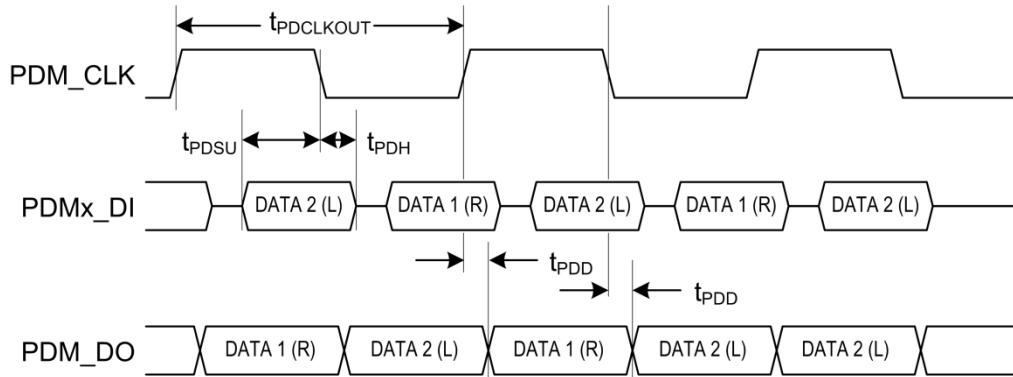 tPDCLKOUT
PDM_CLK
tPDSU
tPDH
PDMx_DI
DATA 2 (L)
DATA 1 (R)
DATA 2 (L)
DATA 1 (R)
DATA 2 (L)
tPDD
tPDD
PDM_DO
DATA 1 (R)
DATA 2 (L)
DATA 1 (R)
DATA 2 (L)
DATA 2 (L)